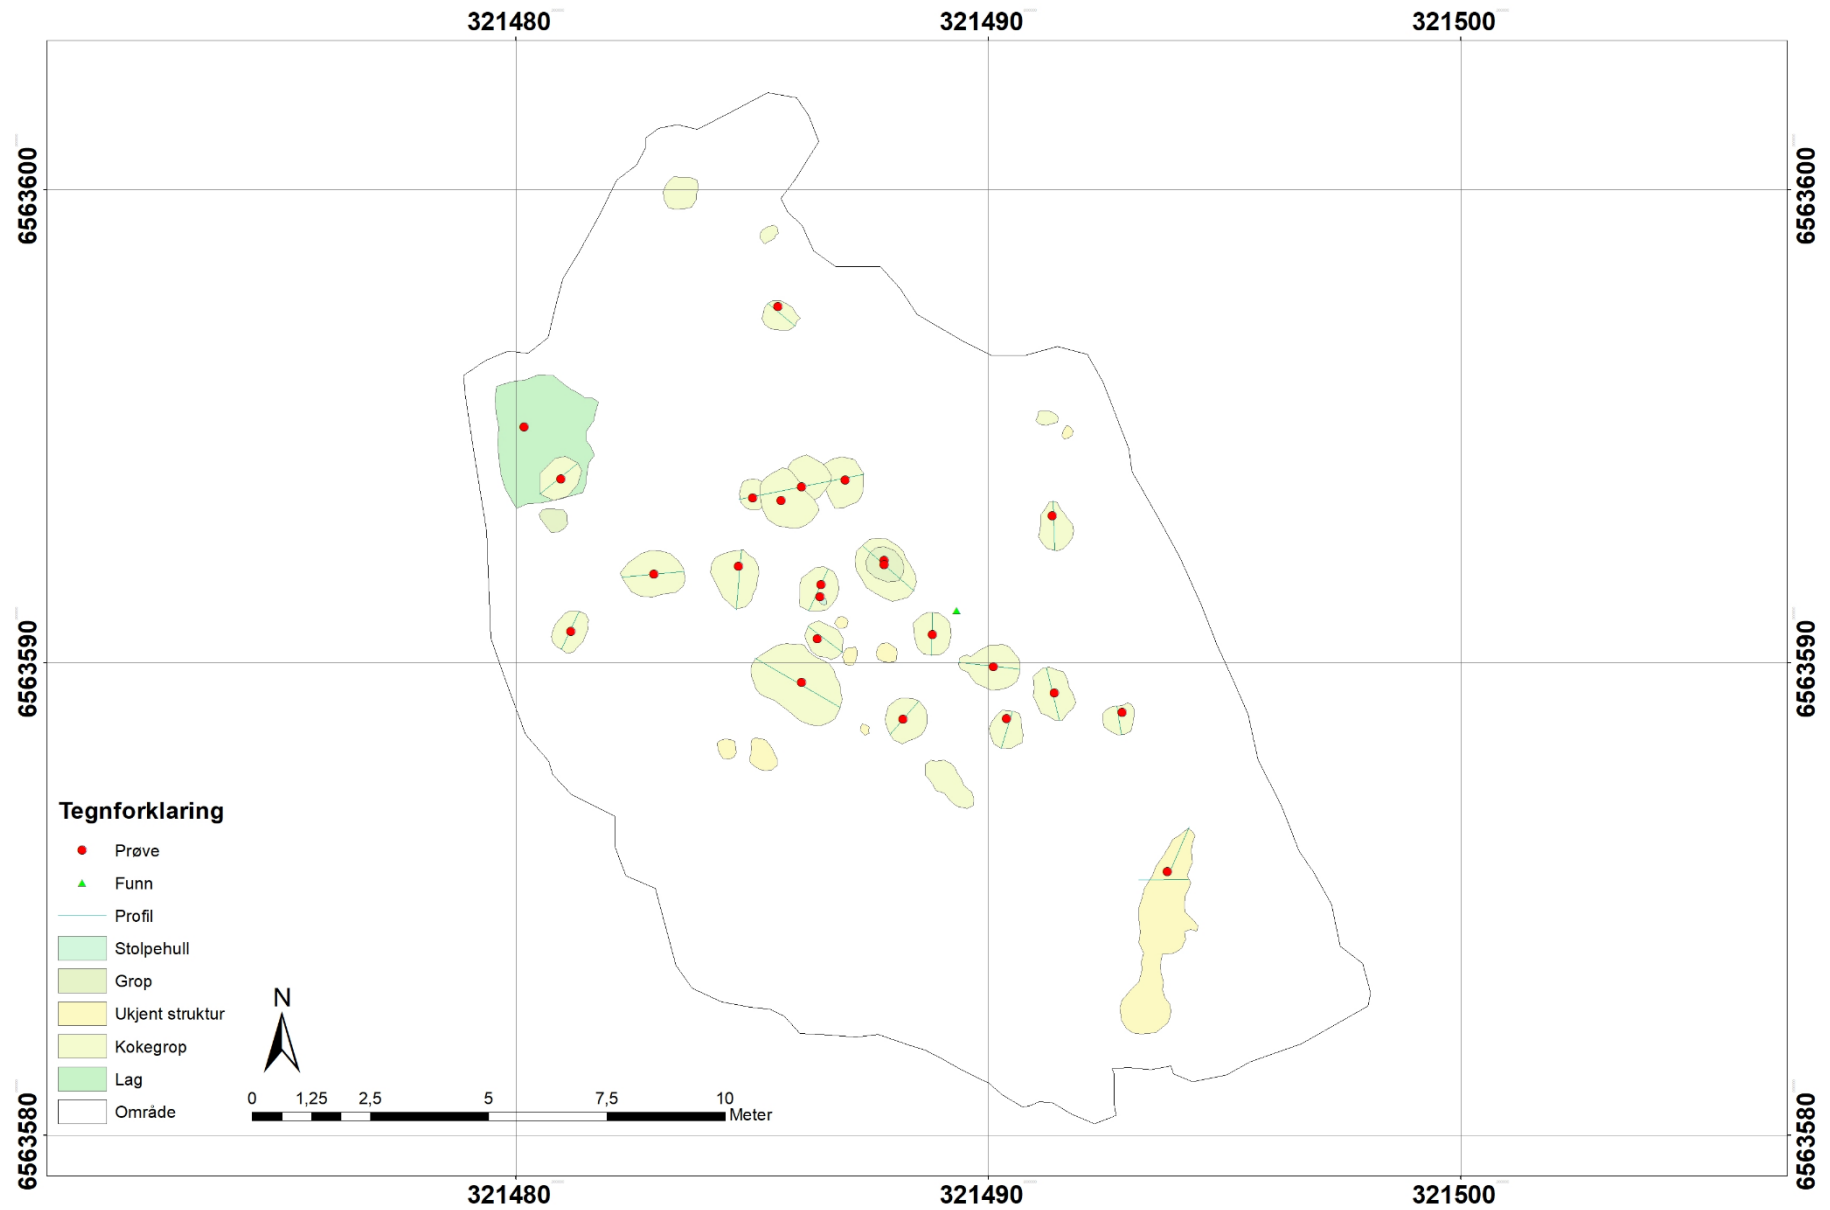 321480 321490 321500
6563600 6563600
6563590 6563590
Tegnforklaring
Prøve
Funn
Profil
Stolpehull
Grop
Ukjent struktur
Kokegrop
Lag
Område
N
0 1,25 2,5 5 7,5 10
Meter
6563580 6563580
321480 321490 321500